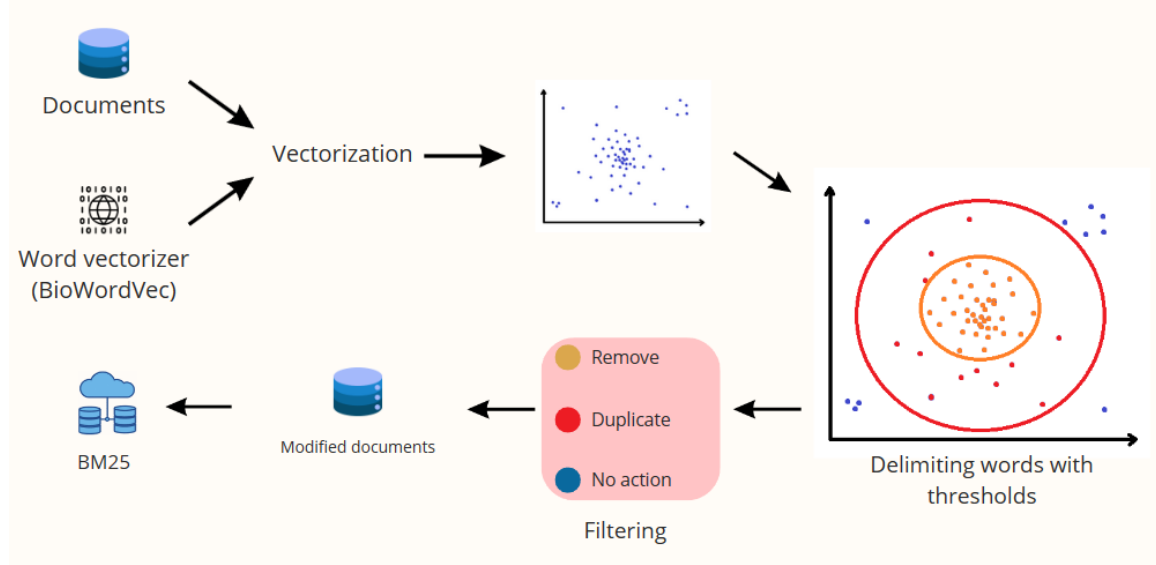 Documents
Vectorization
Word vectorizer
(BioWordVec)
Delimiting words with
thresholds
Remove
Duplicate
No action
Filtering
Modified documents
BM25